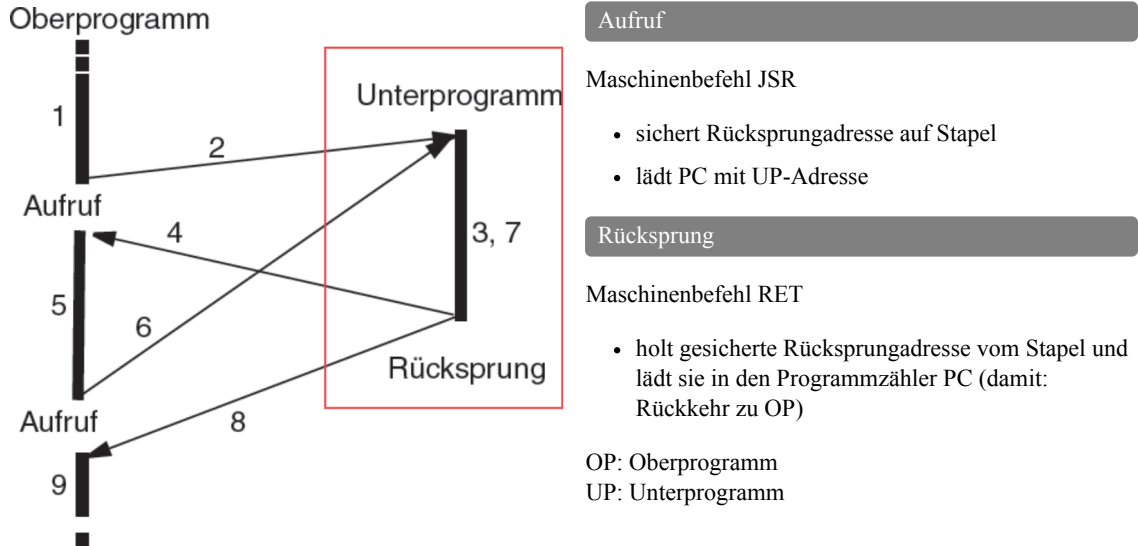 Oberprogramm
1
2
Unterprogramm
Aufruf
4
3, 7
5
6
Rücksprung
Aufruf
8
9
Aufruf
Maschinenbefehl JSR
• sichert Rücksprungadresse auf Stapel
• lädt PC mit UP-Adresse
Rücksprung
Maschinenbefehl RET
• holt gesicherte Rücksprungadresse vom Stapel und
lädt sie in den Programmzähler PC (damit:
Rückkehr zu OP)
OP: Oberprogramm
UP: Unterprogramm